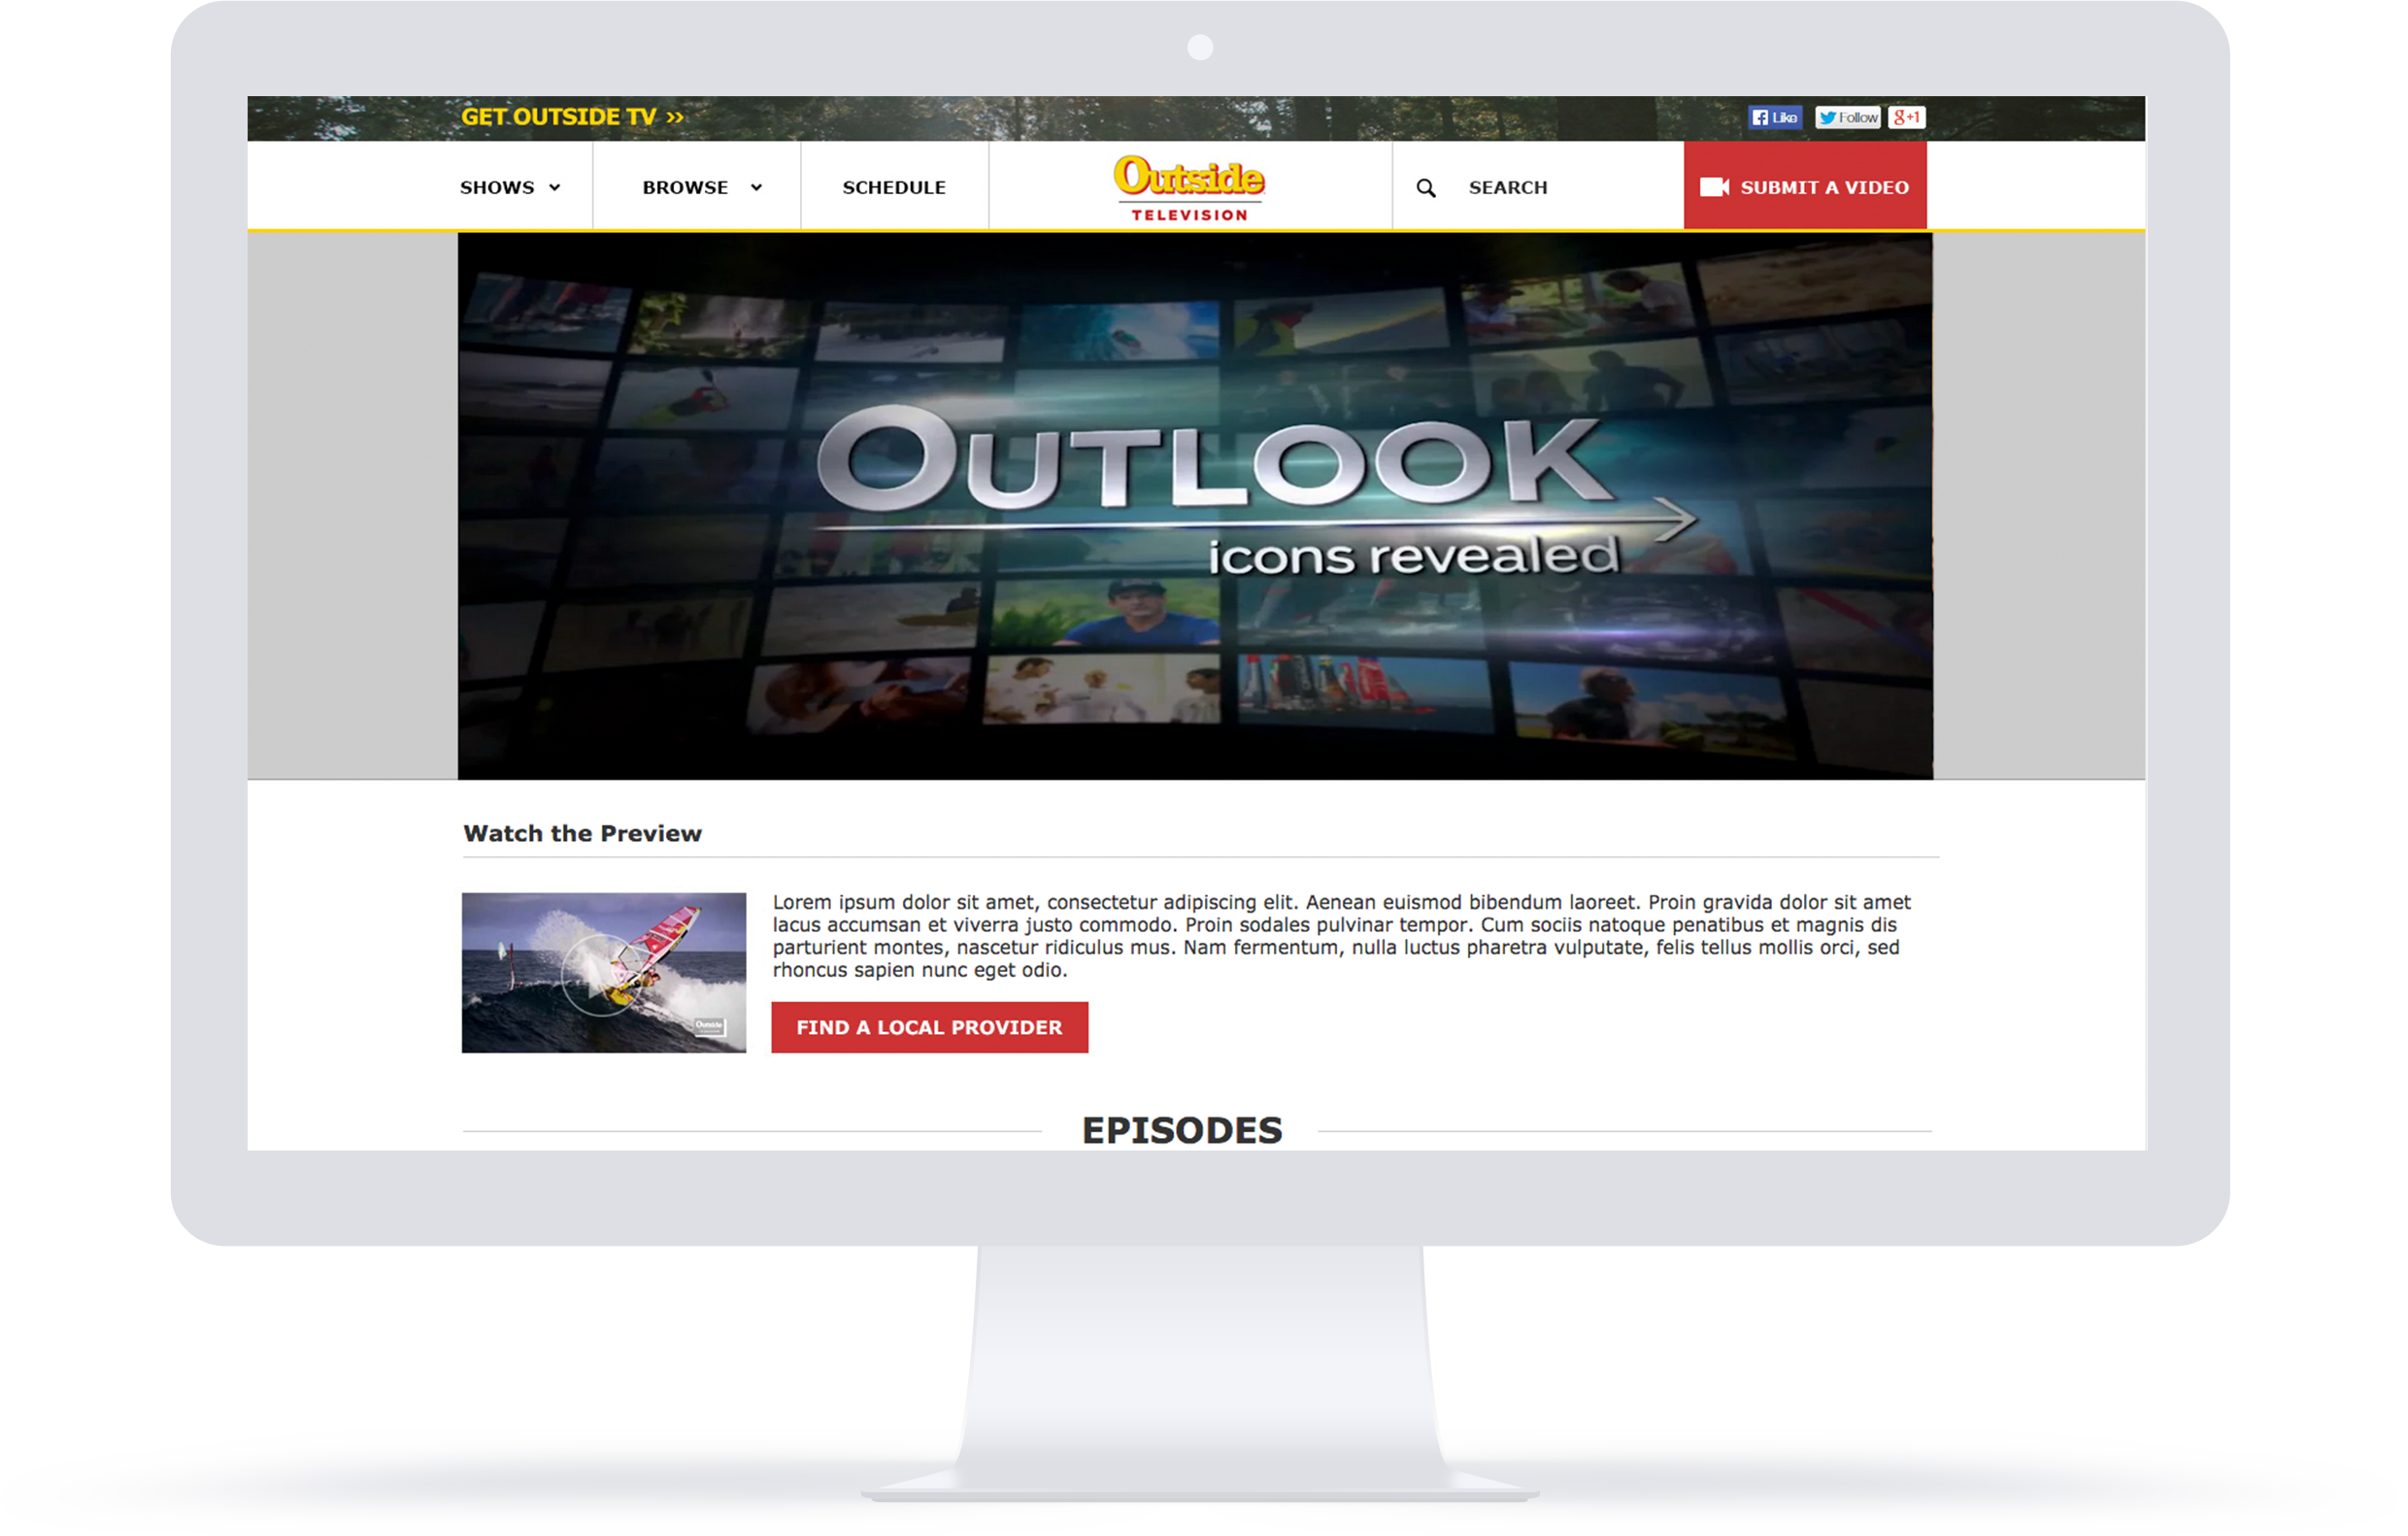 GET OUTSIDE TV >>
Like
Follow
g+1
SHOWS
BROWSE
SCHEDULE
Outside
TELEVISION
SEARCH
SUBMIT A VIDEO
OUTLOOK
icons revealed
Watch the Preview
Lorem ipsum dolor sit amet, consectetur adipiscing elit. Aenean euismod bibendum laoreet. Proin gravida dolor sit amet
lacus accumsan et viverra justo commodo. Proin sodales pulvinar tempor. Cum sociis natoque penatibus et magnis dis
parturient montes, nascetur ridiculus mus. Nam fermentum, nulla luctus pharetra vulputate, felis tellus mollis orci, sed
rhoncus sapien nunc eget odio.
Outside
FIND A LOCAL PROVIDER
EPISODES